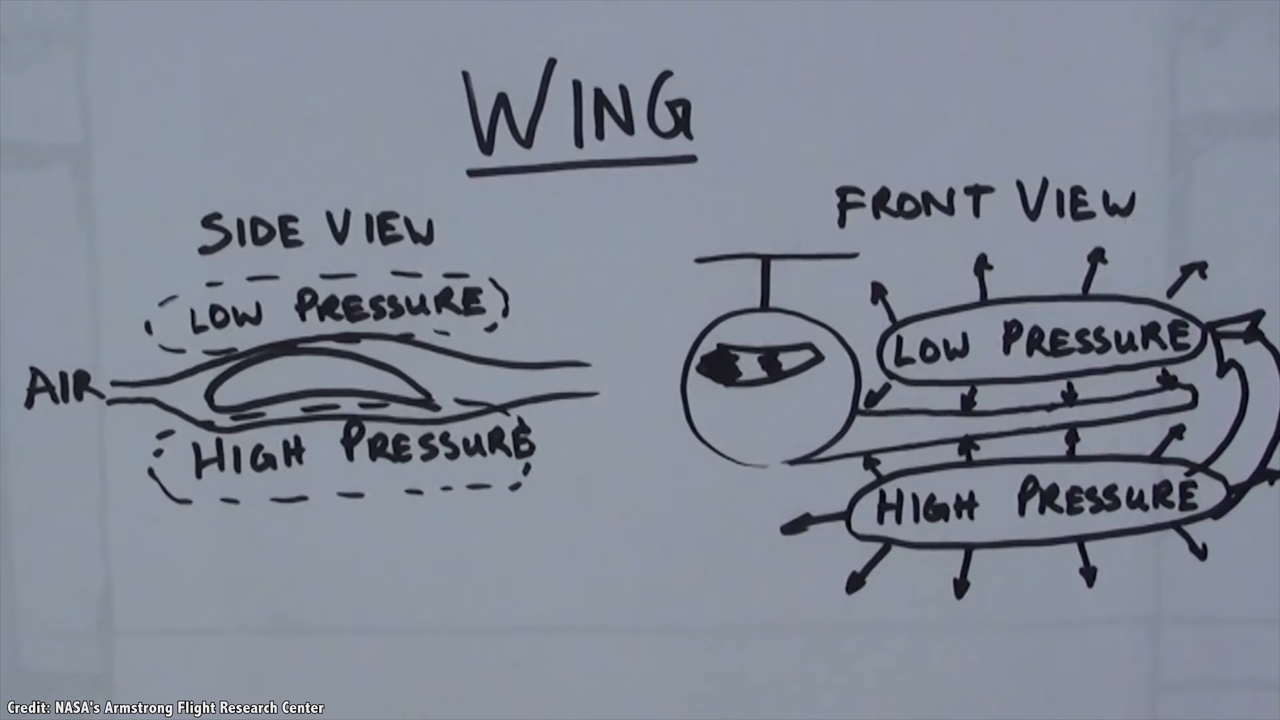 WING
SIDE VIEW
LOW PRESSURE
AIR
HIGH PRESSURE
FRONT VIEW
LOW PRESSURE
HIGH PRESSURE
Credit: NASA's Armstrong Flight Research Center